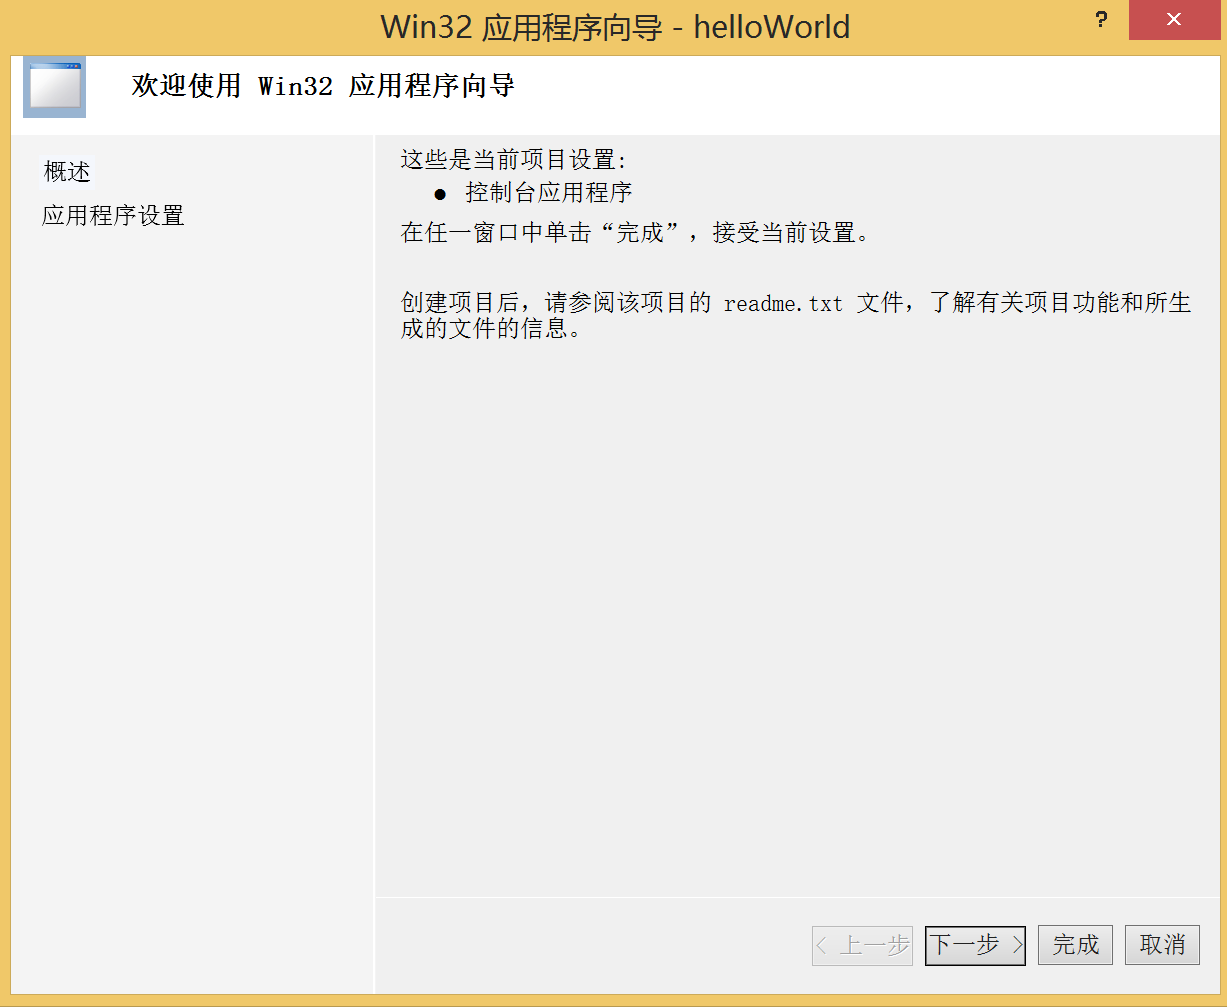 Win32 应用程序向导 - helloWorld
?
欢迎使用 Win32 应用程序向导
概述
应用程序设置
这些是当前项目设置:
● 控制台应用程序
在任一窗口中单击“完成”，接受当前设置。
创建项目后，请参阅该项目的 readme.txt 文件，了解有关项目功能和所生
成的文件的信息。
< 上一步
下一步 >
完成
取消